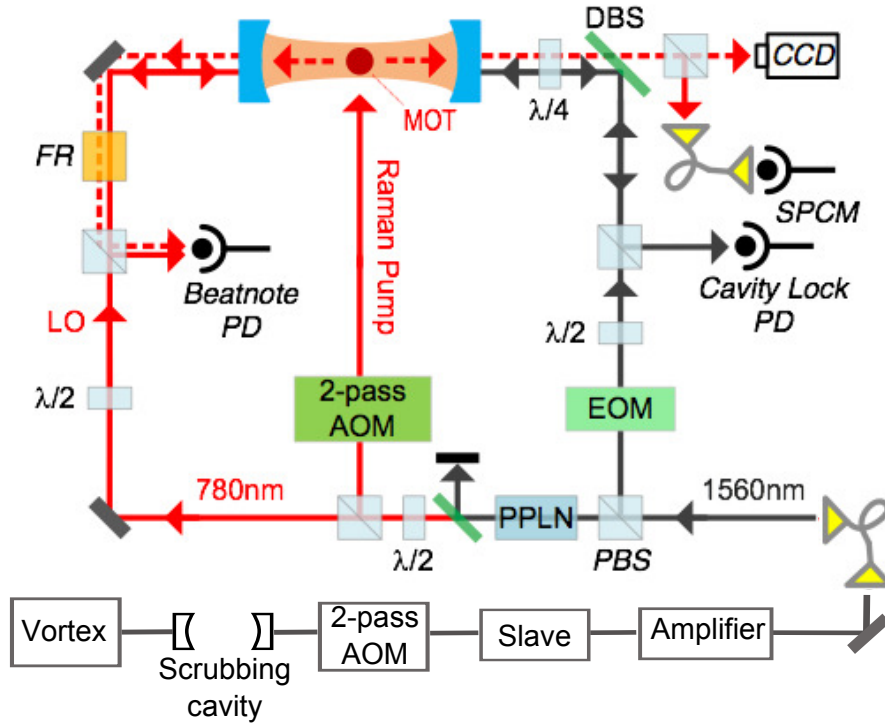 DBS
CCD
λ/4
MOT
FR
SPCM
Raman Pump
Beatnote
PD
Cavity Lock
PD
LO
λ/2
λ/2
2-pass
AOM
EOM
780nm
1560nm
PPLN
λ/2
PBS
Vortex
Scrubbing
cavity
2-pass
AOM
Slave
Amplifier